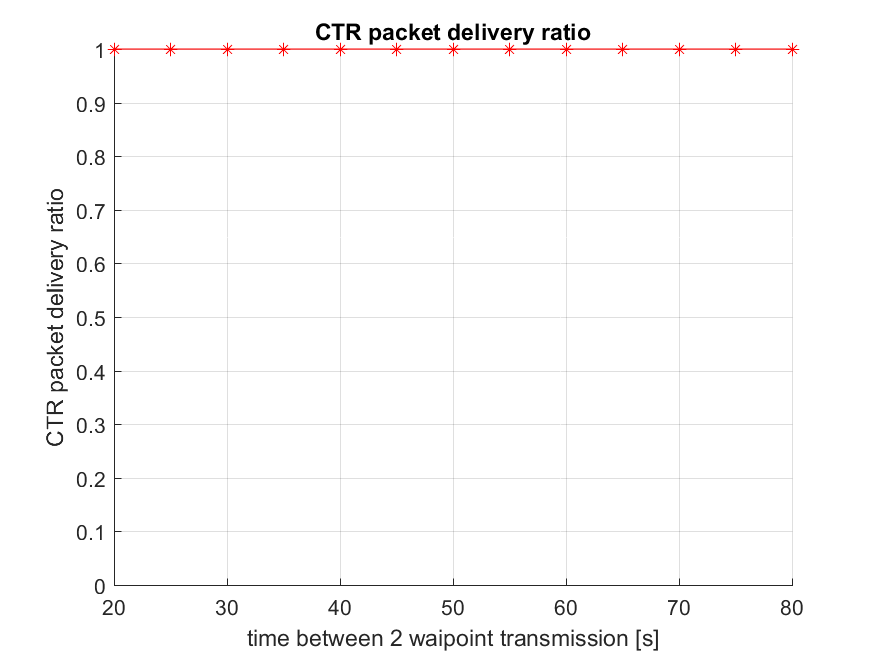 CTR packet delivery ratio
1
0.9
0.8
0.7
0.6
0.5
0.4
0.3
0.2
0.1
0
CTR packet delivery ratio
20 30 40 50 60 70 80
time between 2 waipoint transmission [s]